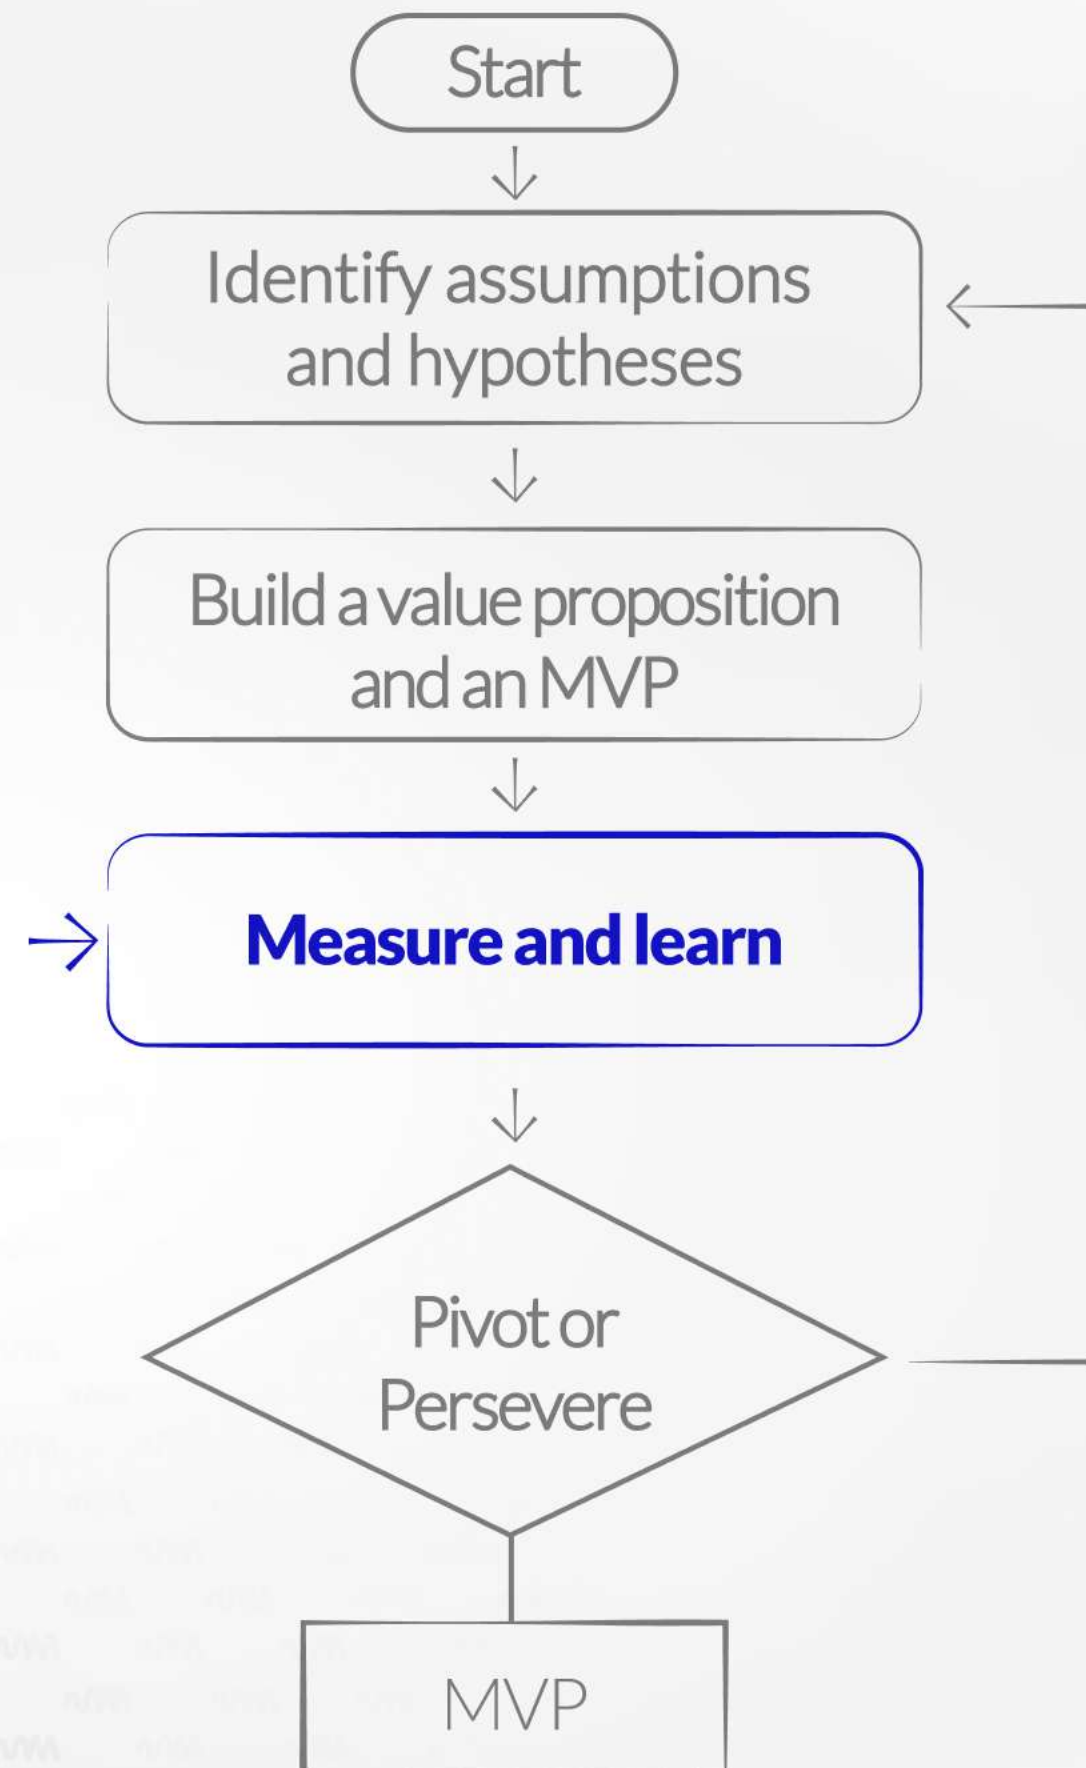 Start
Identify assumptions
and hypotheses
Build a value proposition
and an MVP
Measure and learn
Pivot or
Persevere
MVP